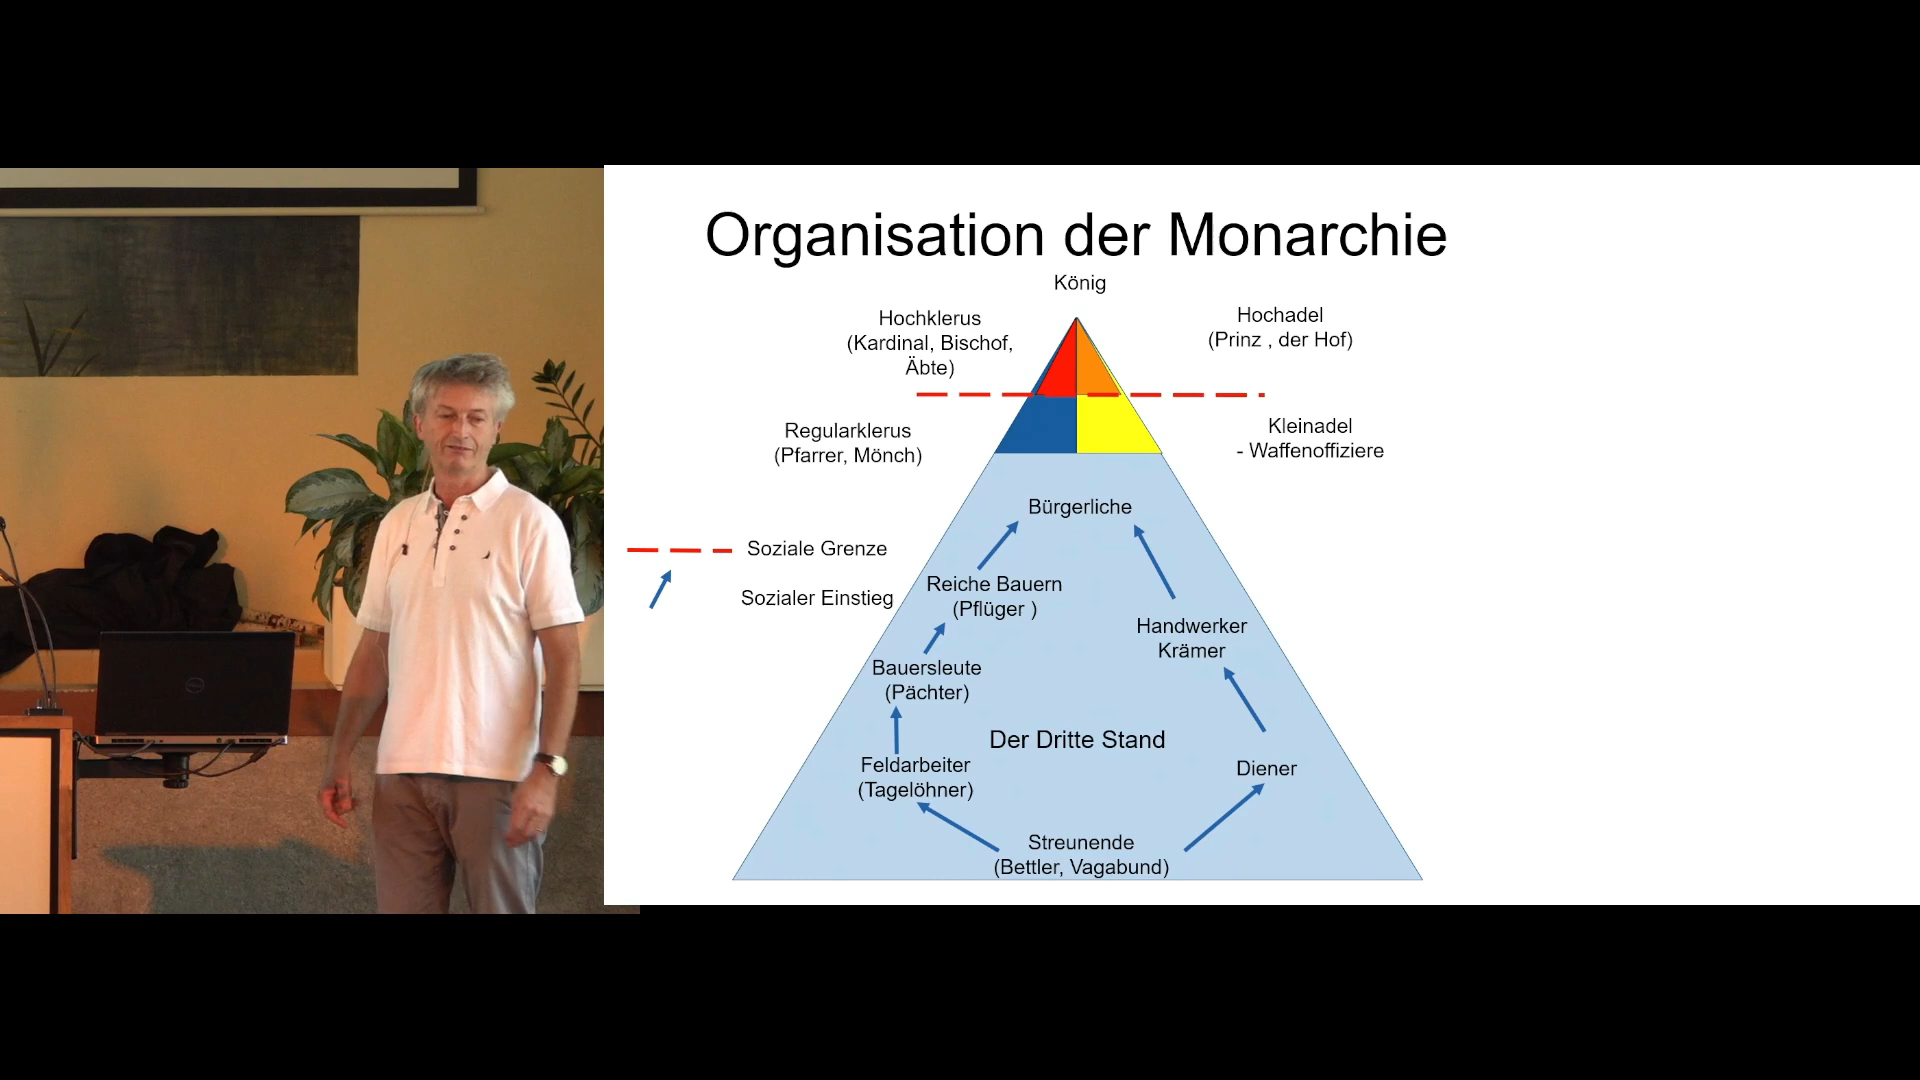 Organisation der Monarchie
König
Hochklerus
(Kardinal, Bischof,
Äbte)
Hochadel
(Prinz , der Hof)
Regularklerus
(Pfarrer, Mönch)
Kleinadel
- Waffenoffiziere
Bürgerliche
Soziale Grenze
Sozialer Einstieg
Reiche Bauern
(Pflüger )
Handwerker
Krämer
Bauersleute
(Pächter)
Der Dritte Stand
Feldarbeiter
(Tagelöhner)
Diener
Streunende
(Bettler, Vagabund)